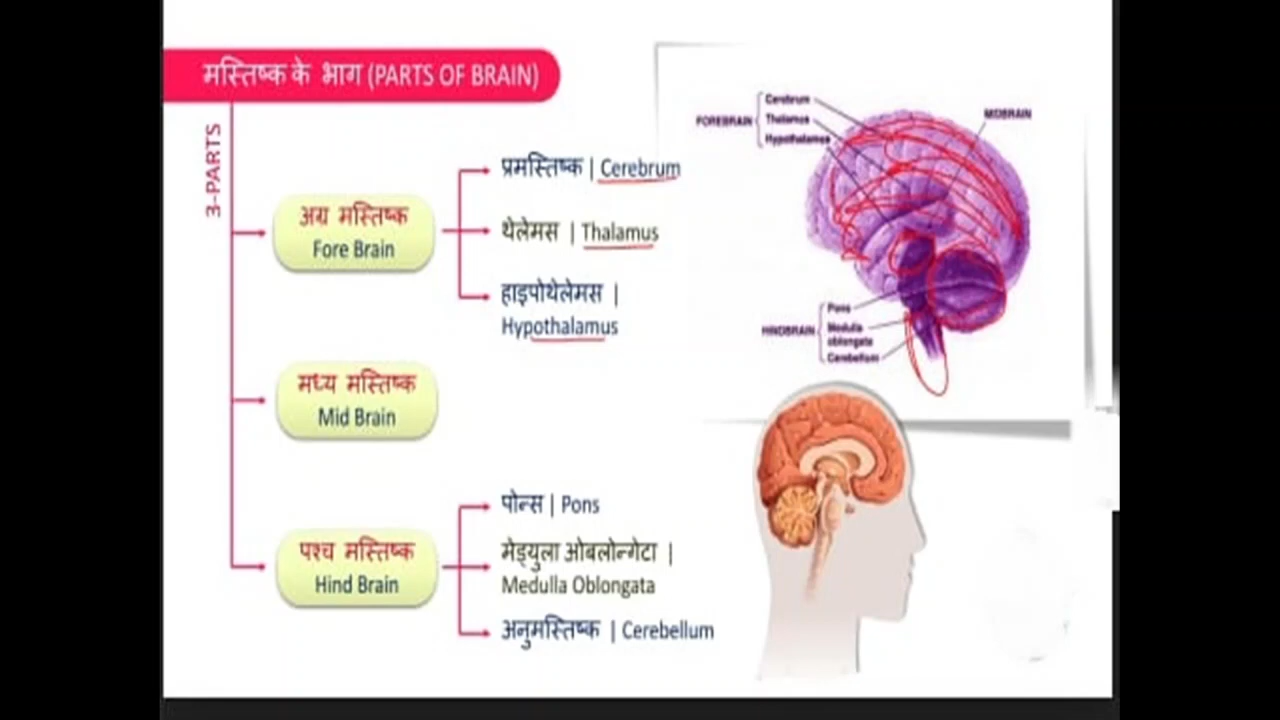 मस्तिष्क के भाग (PARTS OF BRAIN)
3-PARTS
अग्र मस्तिष्क
Fore Brain
प्रमस्तिष्क | Cerebrum
थेलेमस | Thalamus
हाइपोथेलेमस |
Hypothalamus
मध्य मस्तिष्क
Mid Brain
पश्च मस्तिष्क
Hind Brain
पोन्स | Pons
मेड्युला ओबलोन्गेटा |
Medulla Oblongata
अनुमस्तिष्क | Cerebellum
FOREBRAIN
Cerebrum
Thalamus
Hypothalamus
MIDBRAIN
HINDBRAIN
Pons
Medulla
oblongata
Cerebellum